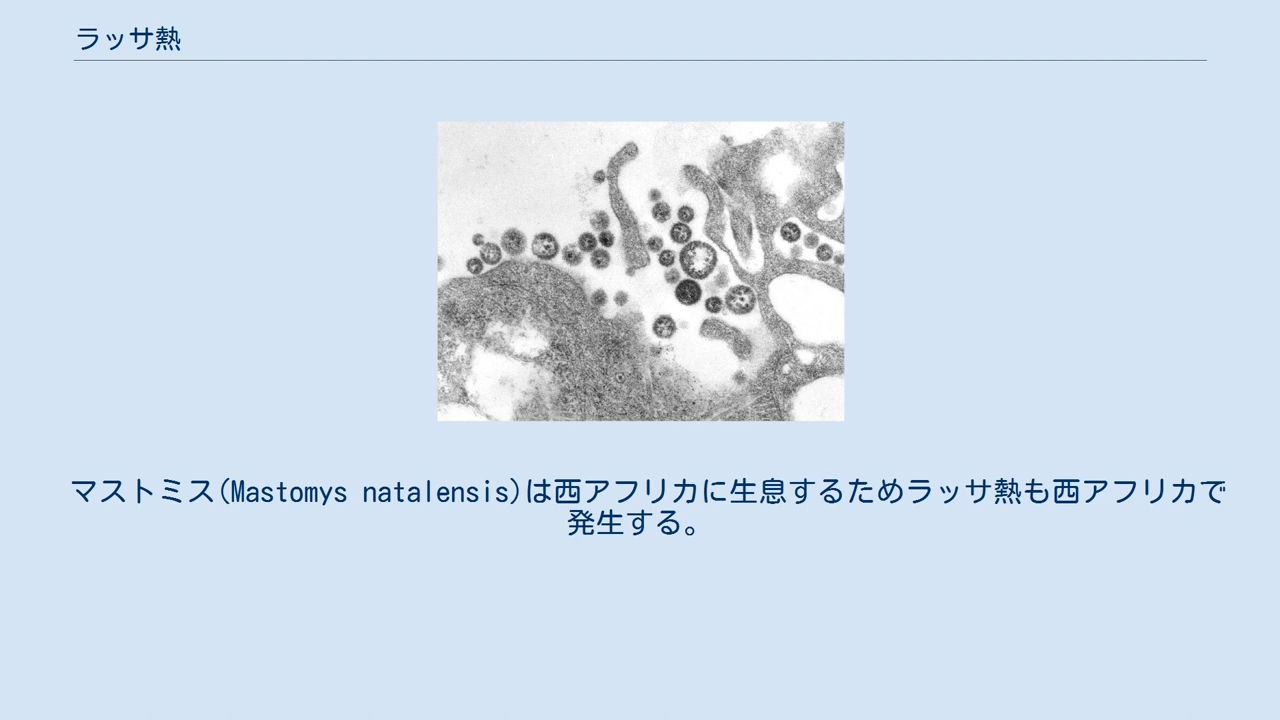 ラッサ熱
マストミス(Mastomys natalensis)は西アフリカに生息するためラッサ熱も西アフリカで
発生する。